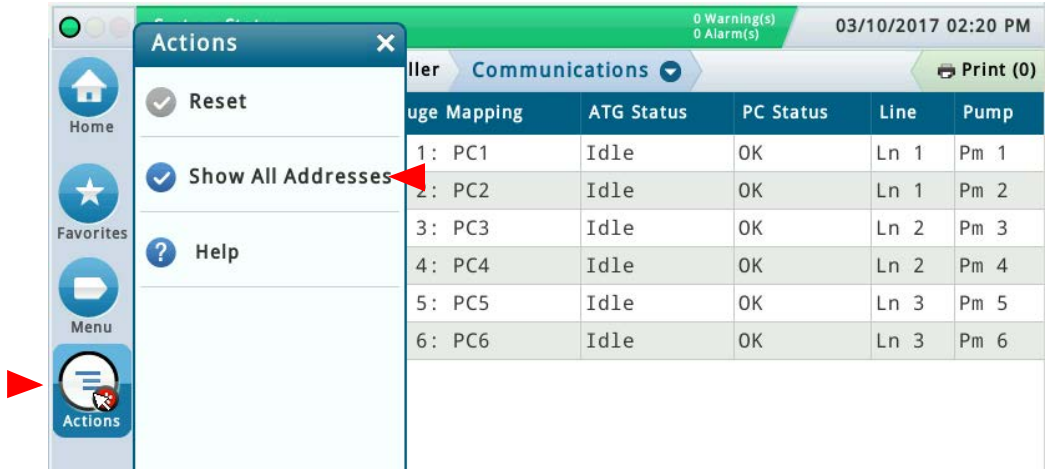 0 Warning(s)
0 Alarm(s)
03/10/2017 02:20 PM
Actions ×
ller Communications
Print (0)
Home
Favorites
Menu
Actions
Reset
Show All Addresses
Help
uge Mapping ATG Status PC Status Line Pump
1: PC1 Idle OK Ln 1 Pm 1
2: PC2 Idle OK Ln 1 Pm 2
3: PC3 Idle OK Ln 2 Pm 3
4: PC4 Idle OK Ln 2 Pm 4
5: PC5 Idle OK Ln 3 Pm 5
6: PC6 Idle OK Ln 3 Pm 6